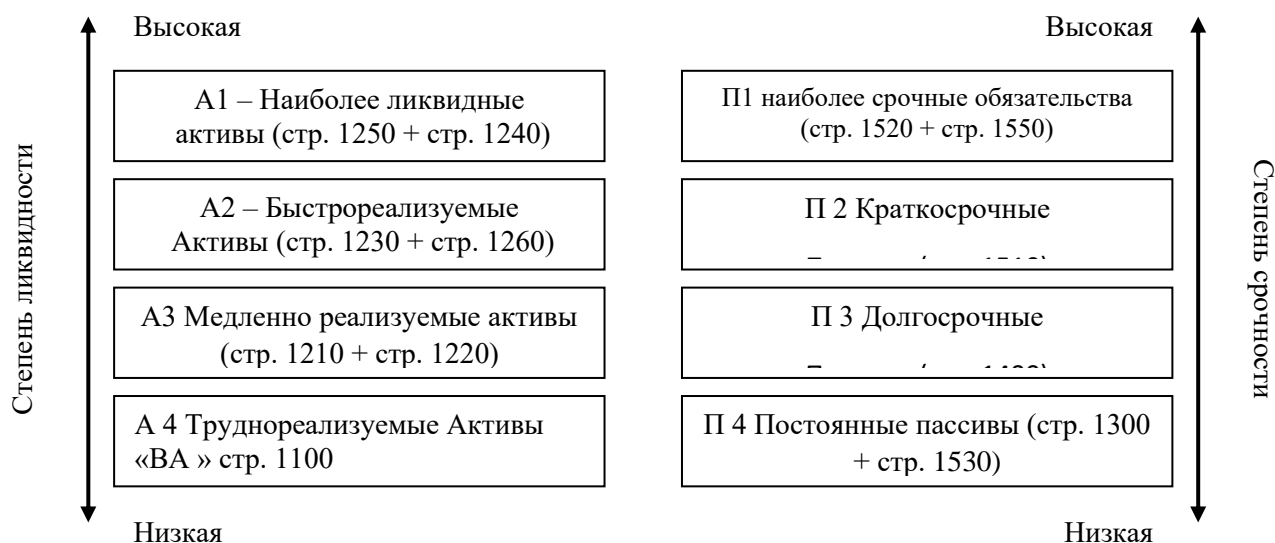 Высокая
Высокая
Степень ликвидности
А1 – Наиболее ликвидные
активы (стр. 1250 + стр. 1240)
А2 – Быстрореализуемые
Активы (стр. 1230 + стр. 1260)
А3 Медленно реализуемые активы
(стр. 1210 + стр. 1220)
А 4 Труднореализуемые Активы
«ВА » стр. 1100
П1 наиболее срочные обязательства
(стр. 1520 + стр. 1550)
П 2 Краткосрочные
П 3 Долгосрочные
П 4 Постоянные пассивы (стр. 1300
+ стр. 1530)
Степень срочности
Низкая
Низкая